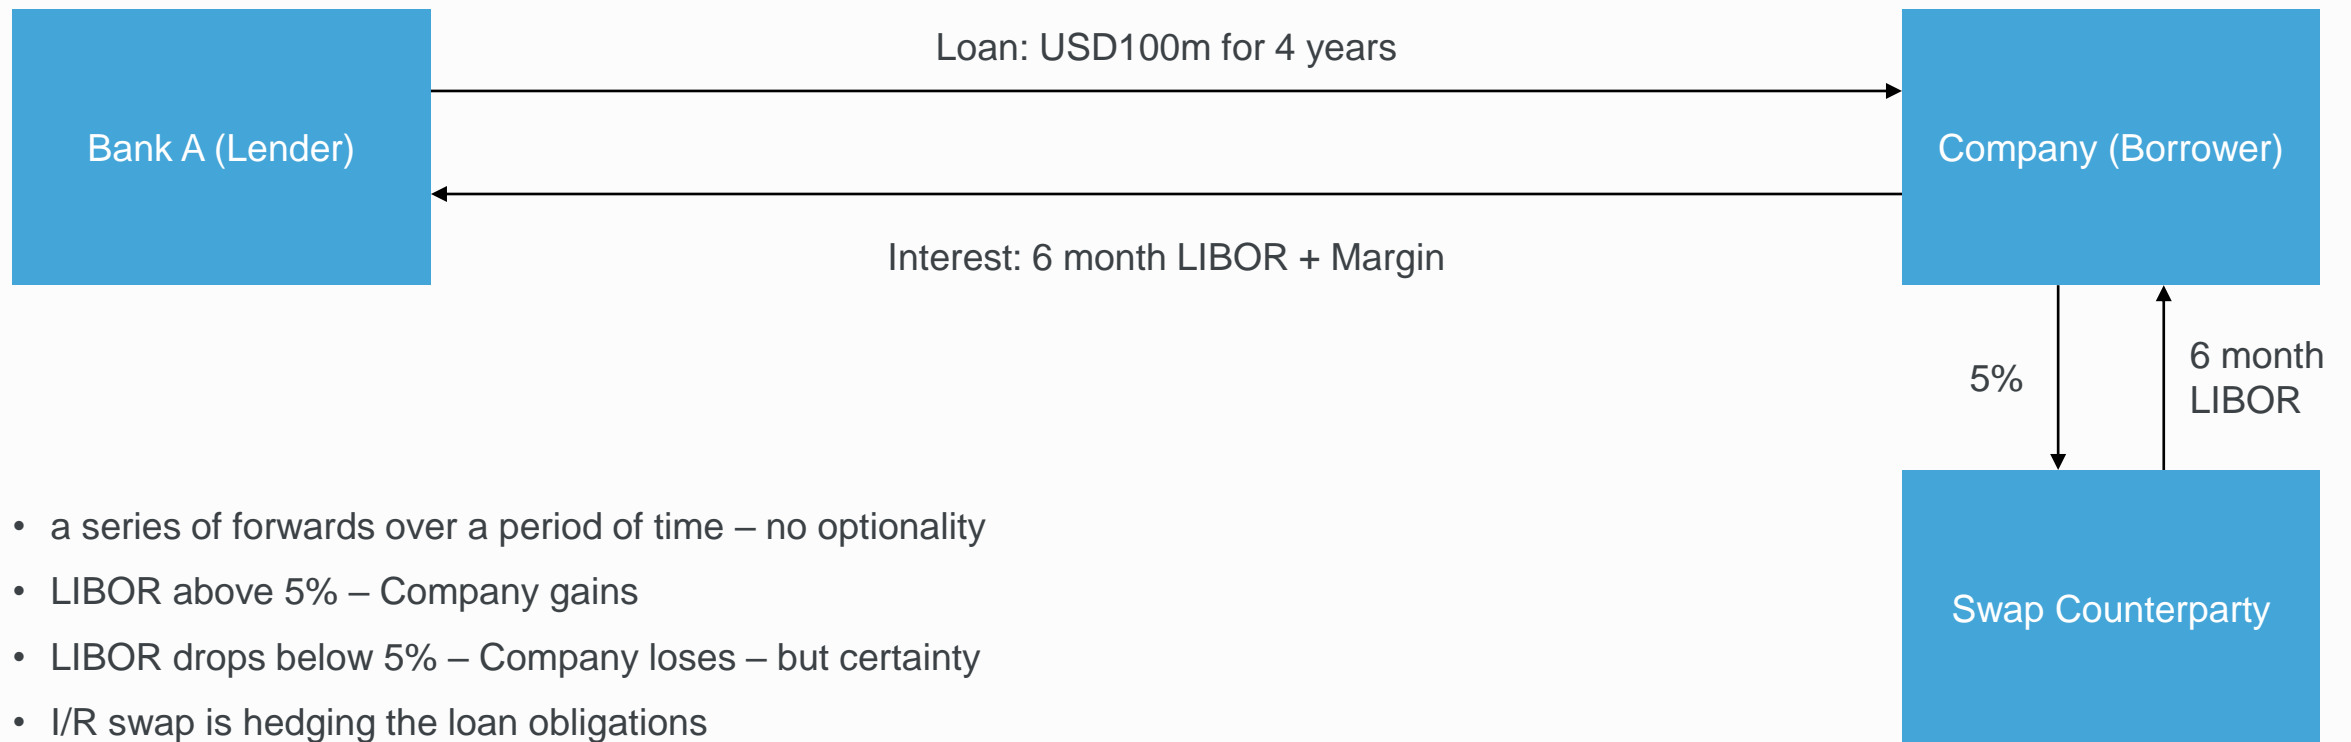 Loan: USD100m for 4 years
Bank A (Lender)
Company (Borrower)
Interest: 6 month LIBOR + Margin
5%
6 month
LIBOR
• a series of forwards over a period of time – no optionality
• LIBOR above 5% – Company gains
• LIBOR drops below 5% – Company loses – but certainty
• I/R swap is hedging the loan obligations
Swap Counterparty